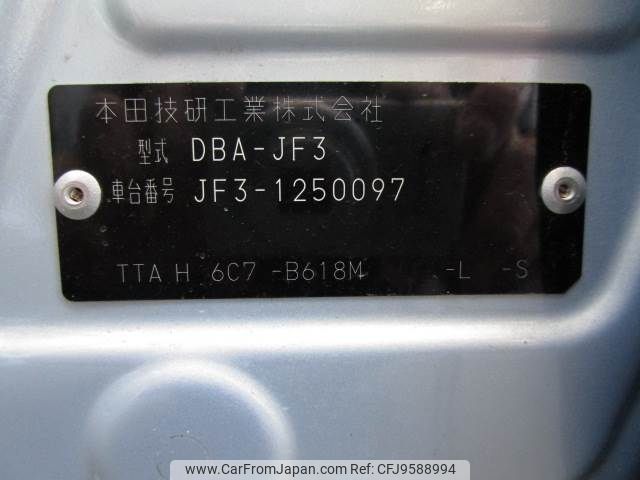 本田技研工業株式会社
型式 DBA-JF3
車台番号 JF3-1250097
TTA H 6C7 -B618M -L -S
www.CarFromJapan.com ID:CFJ9588994